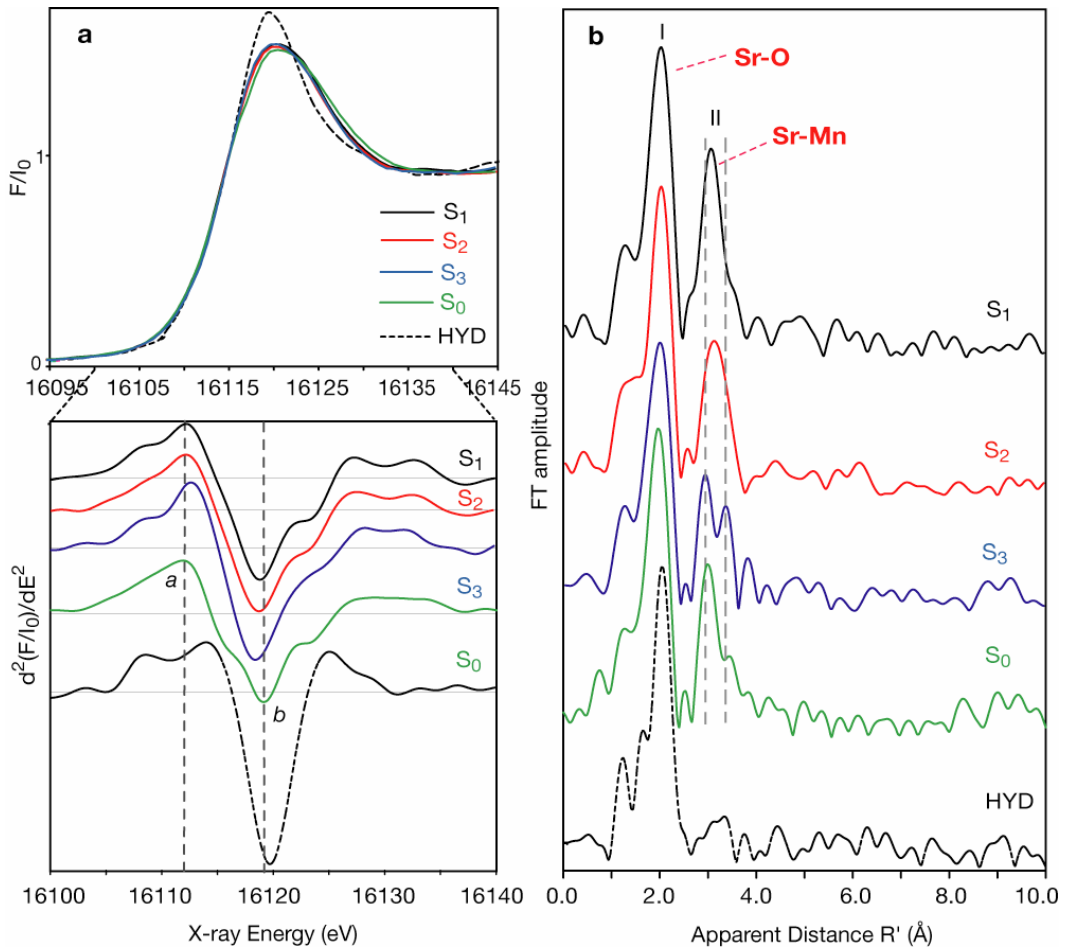 a
F/I0
1
0
S1
S2
S3
S0
HYD
16095 16105 16115 16125 16135 16145
d2(F/I0)/dE2
S1
S2
S3
S0
a
b
16100 16110 16120 16130 16140
X-ray Energy (eV)
b
I
Sr-O
II
Sr-Mn
FT amplitude
S1
S2
S3
S0
HYD
0.0 2.0 4.0 6.0 8.0 10.0
Apparent Distance R' (Å)